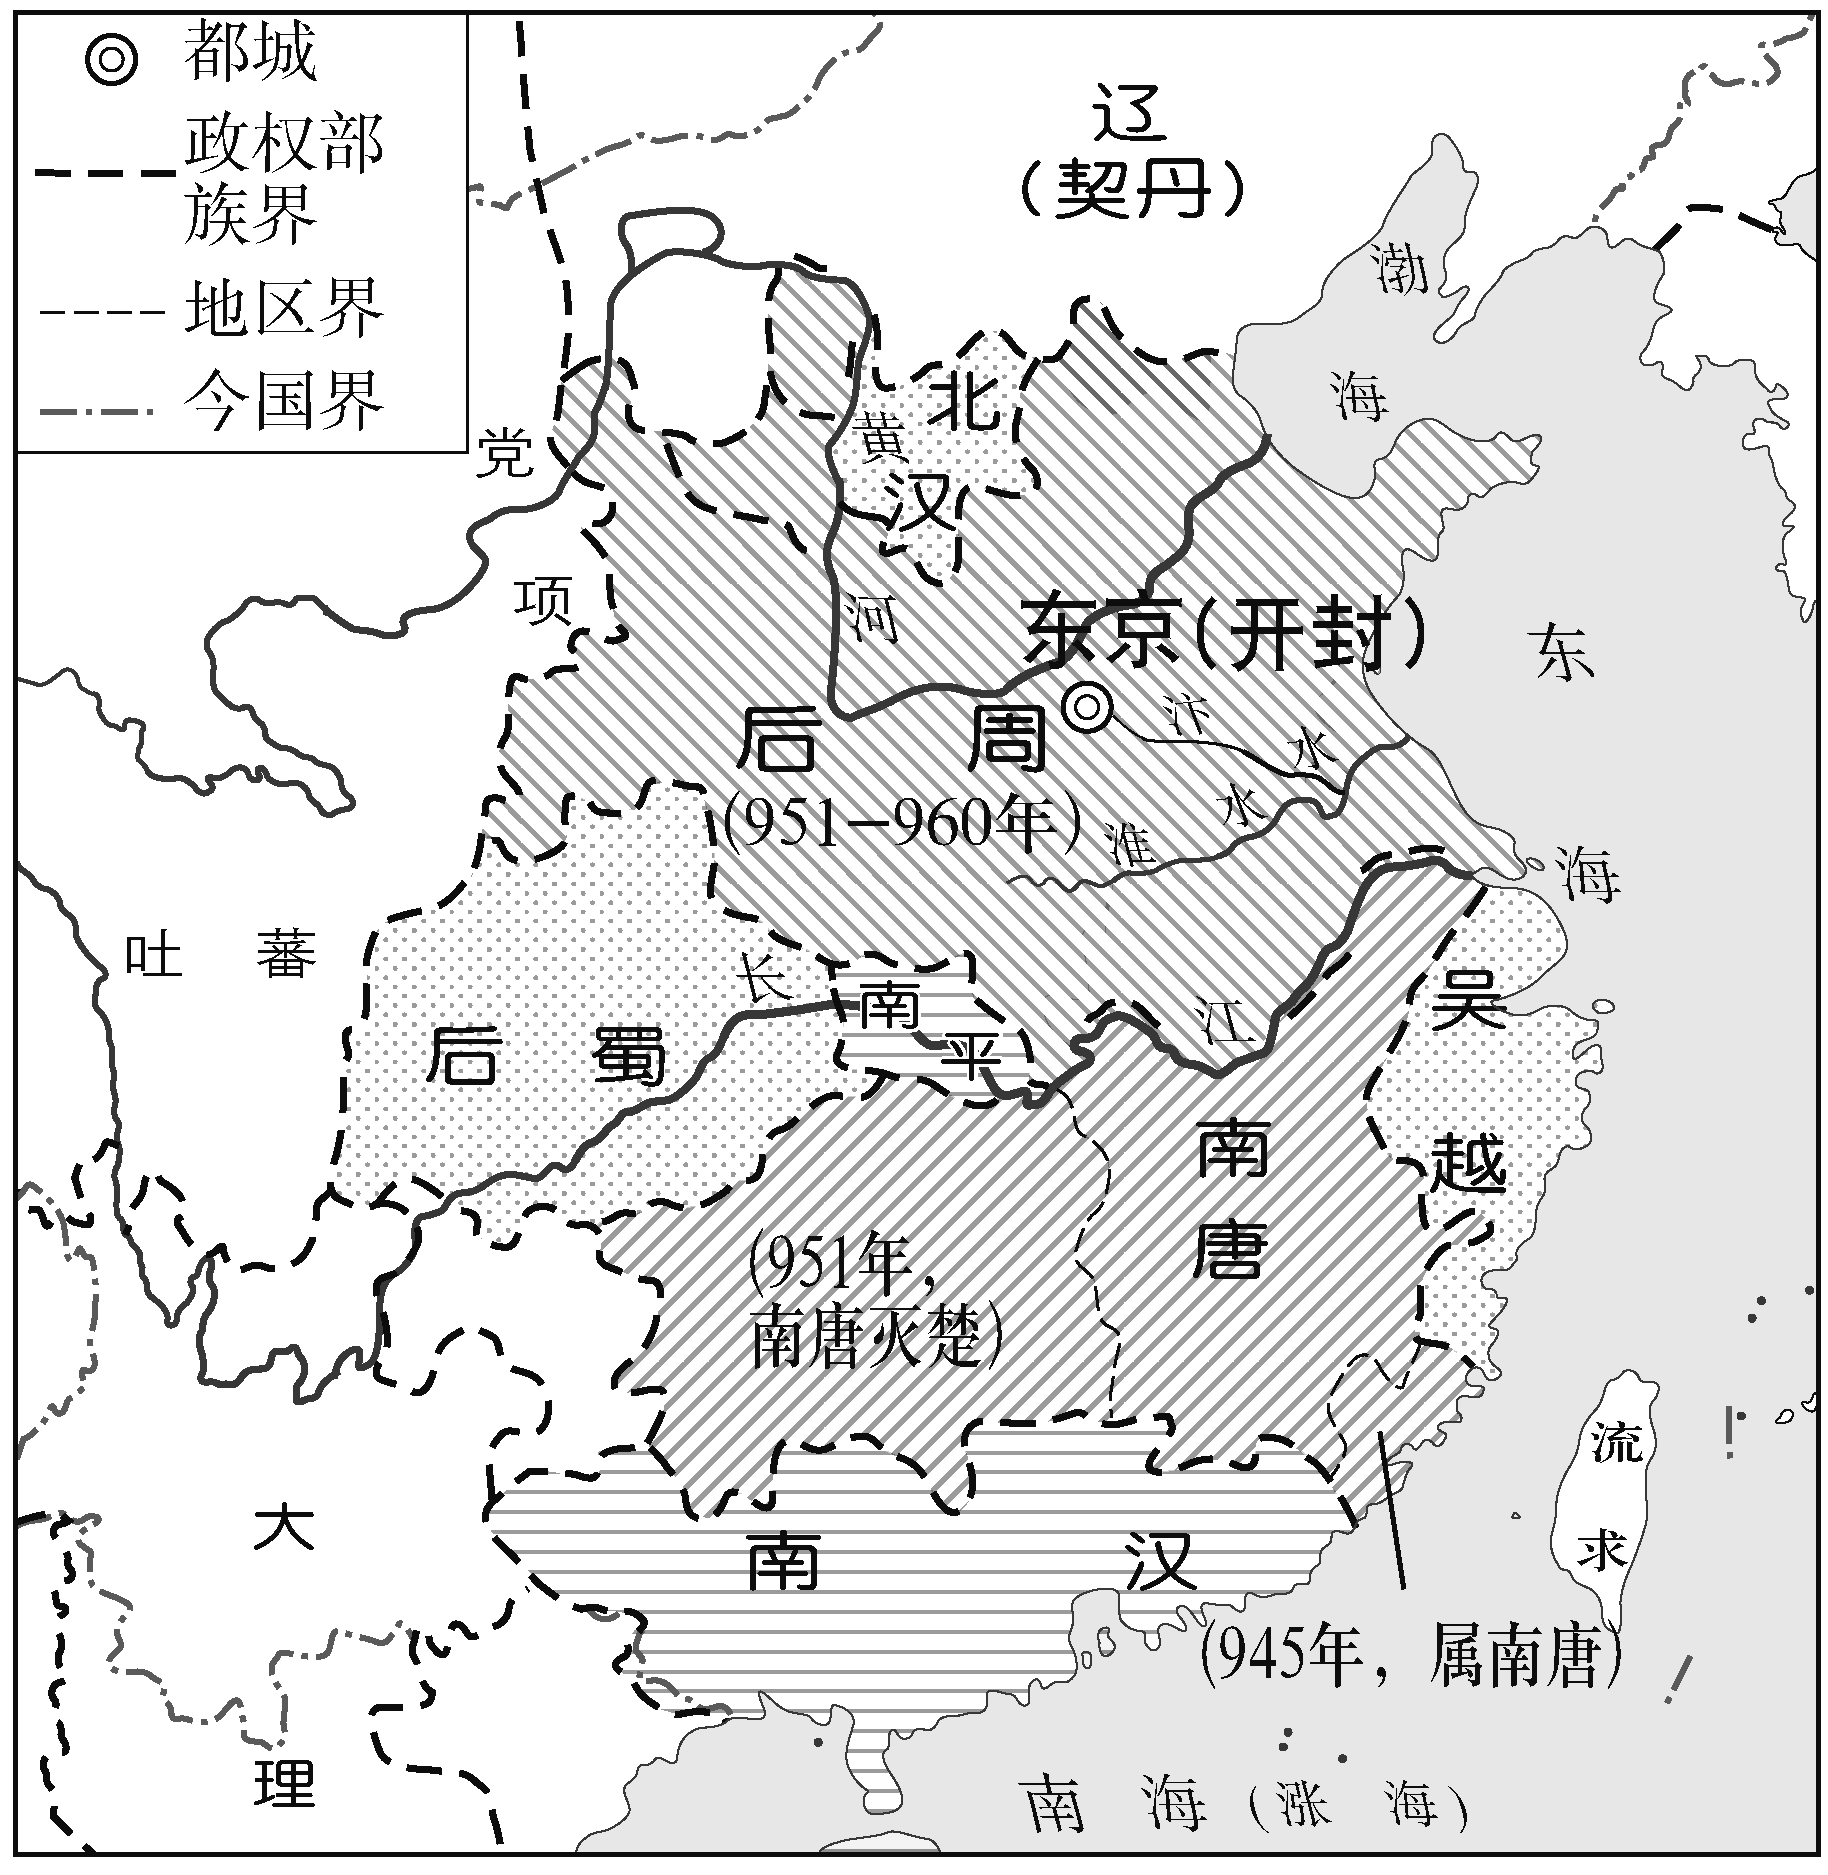 都城
政权部
族界
地区界
今国界
辽
(契丹)
渤
海
党
项
北
汉
黄
河
东京(开封)
东
海
后 周
(951-960年)
汴 水
淮 水
吐 蕃
后 蜀
长
江
南
平
吴
越
南
唐
(951年,
南唐灭楚)
大
理
南 汉
(945年, 属南唐)
流
求
南 海 (涨 海)